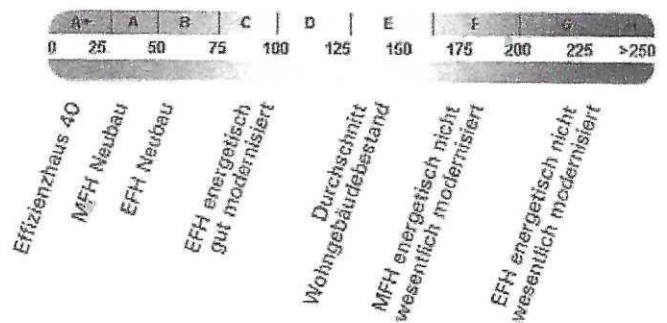 A+ A B C D E F G H
0 25 50 75 100 125 150 175 200 225 >250
Effizienzhaus 40
MFH Neubau
EFH Neubau
EFH energetisch
gut modernisiert
Durchschnitt
Wohngebäudebestand
MFH energetisch nicht
wesentlich modernisiert
EFH energetisch nicht
wesentlich modernisiert